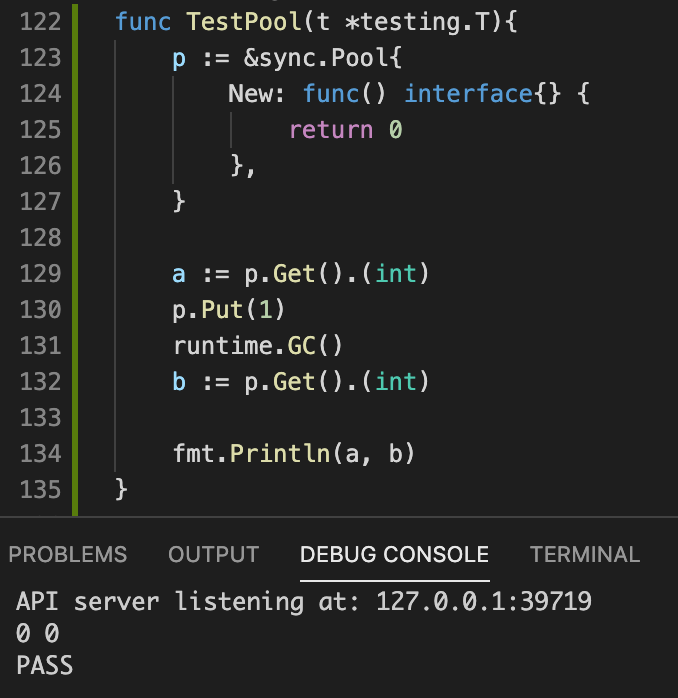 122 func TestPool(t *testing.T){
123 p := &sync.Pool{
124 New: func() interface{} {
125 return 0
126 },
127 }
128
129 a := p.Get().(int)
130 p.Put(1)
131 runtime.GC()
132 b := p.Get().(int)
133
134 fmt.Println(a, b)
135 }
PROBLEMS OUTPUT DEBUG CONSOLE TERMINAL
API server listening at: 127.0.0.1:39719
0 0
PASS